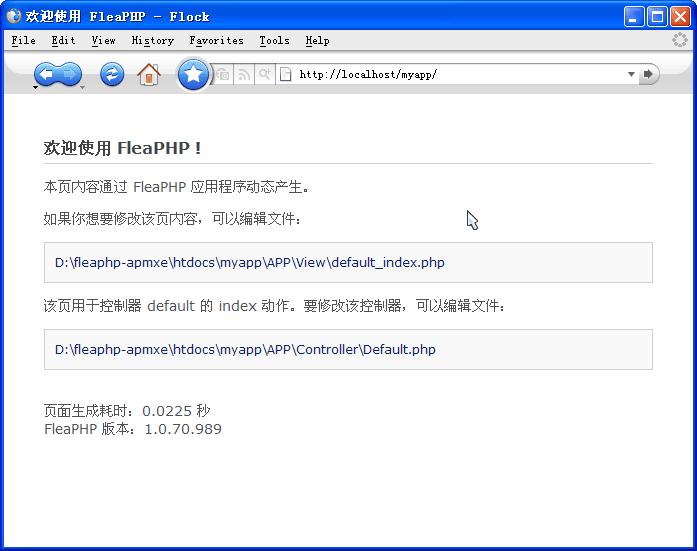 欢迎使用 FleaPHP - Flock
File Edit View History Favorites Tools Help
http://localhost/myapp/
欢迎使用 FleaPHP！
本页内容通过 FleaPHP 应用程序动态产生。
如果你想要修改该页内容，可以编辑文件：
D:\fleaphp-apmxe\htdocs\myapp\APP\View\default_index.php
该页用于控制器 default 的 index 动作。要修改该控制器，可以编辑文件：
D:\fleaphp-apmxe\htdocs\myapp\APP\Controller\Default.php
页面生成耗时：0.0225 秒
FleaPHP 版本：1.0.70.989